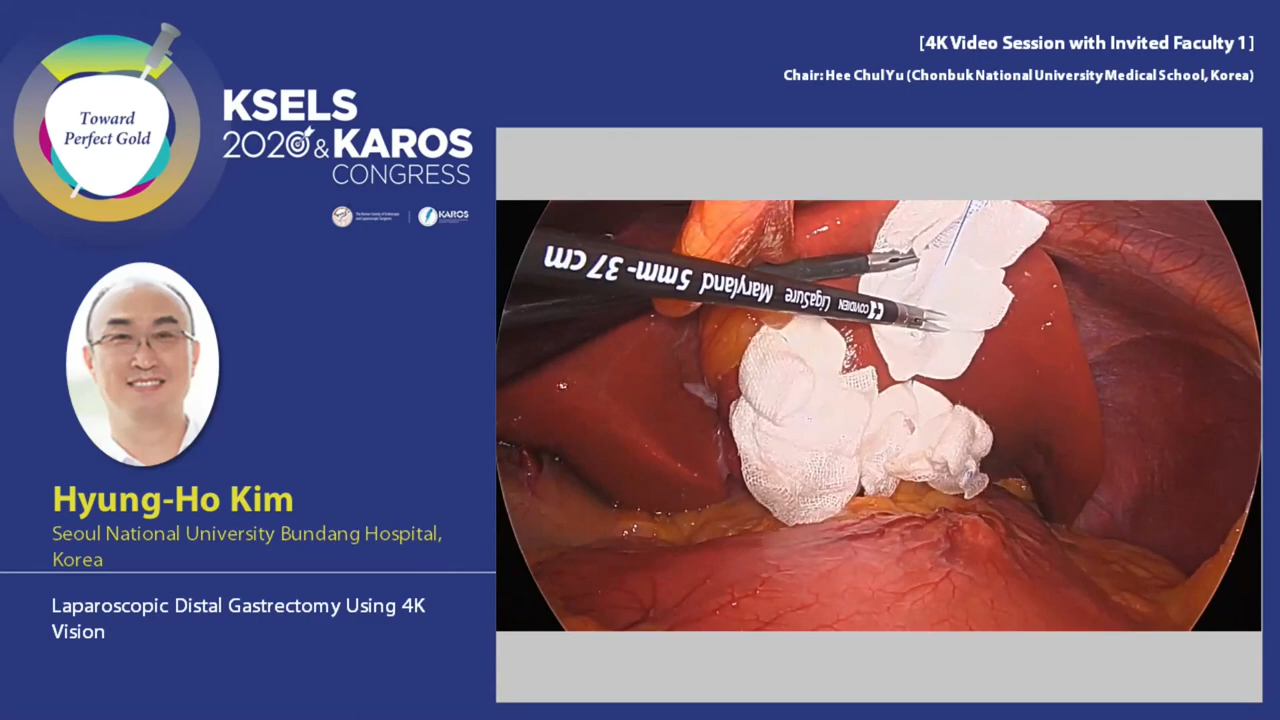 [4K Video Session with Invited Faculty 1]
Chair: Hee Chul Yu (Chonbuk National University Medical School, Korea)
Toward
Perfect Gold
KSELS
2020 & KAROS
CONGRESS
KAROS
COVIDIEN LigaSure Maryland 5mm-37cm
Hyung-Ho Kim
Seoul National University Bundang Hospital,
Korea
Laparoscopic Distal Gastrectomy Using 4K
Vision